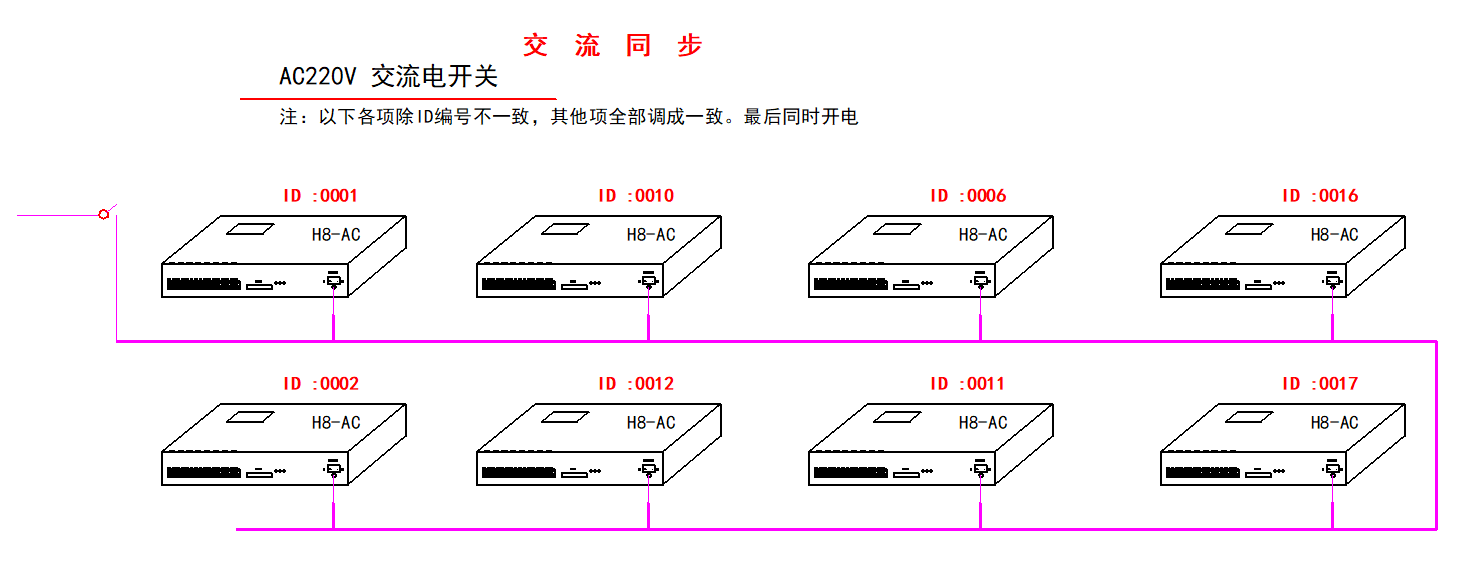 交 流 同 步
AC220V 交流电开关
注：以下各项除ID编号不一致，其他项全部调成一致。最后同时开电
ID :0001
ID :0010
ID :0006
ID :0016
H8-AC
H8-AC
H8-AC
H8-AC
ID :0002
ID :0012
ID :0011
ID :0017
H8-AC
H8-AC
H8-AC
H8-AC